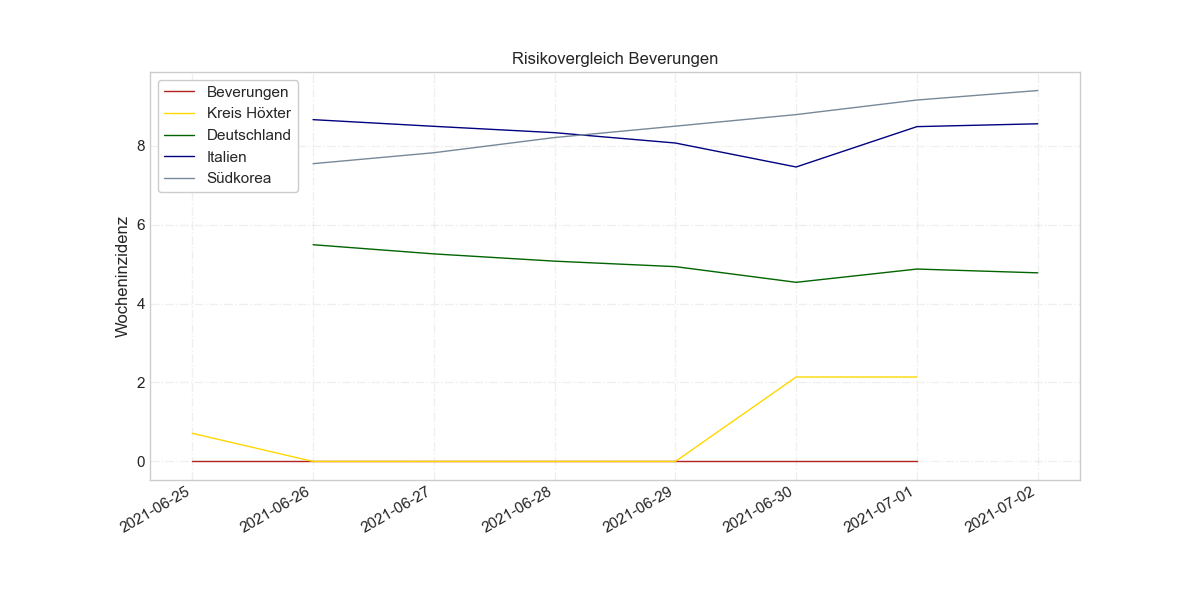 Risikovergleich Beverungen
Beverungen
Kreis Höxter
Deutschland
Italien
Südkorea
Wocheninzidenz
8
6
4
2
0
2021-06-25
2021-06-26
2021-06-27
2021-06-28
2021-06-29
2021-06-30
2021-07-01
2021-07-02